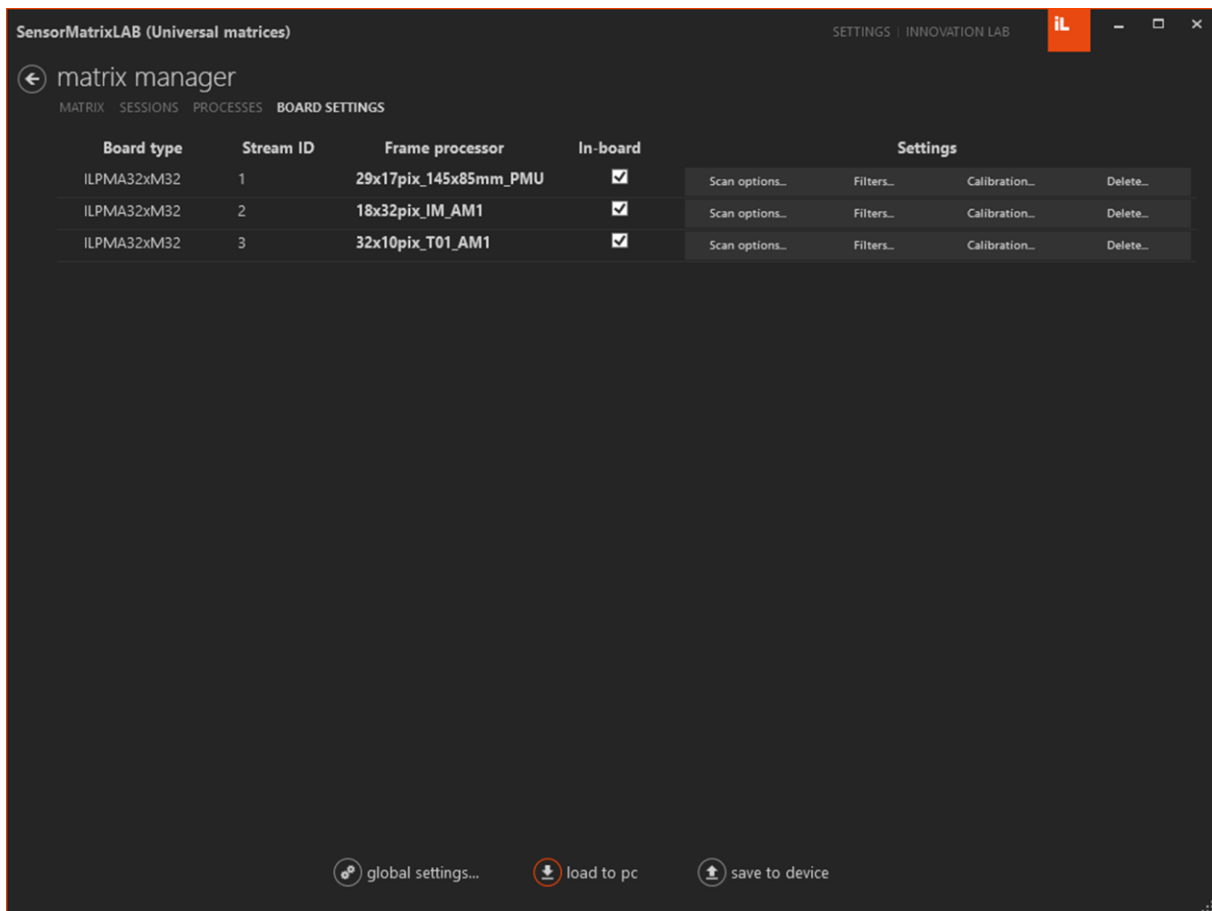 SensorMatrixLAB (Universal matrices)
SETTINGS | INNOVATION LAB
iL
matrix manager
MATRIX SESSIONS PROCESSES BOARD SETTINGS
Board type Stream ID Frame processor In-board Settings
ILPMA32xM32 1 29x17pix_145x85mm_PMU Scan options... Filters... Calibration... Delete...
ILPMA32xM32 2 18x32pix_IM_AM1 Scan options... Filters... Calibration... Delete...
ILPMA32xM32 3 32x10pix_T01_AM1 Scan options... Filters... Calibration... Delete...
global settings... load to pc save to device